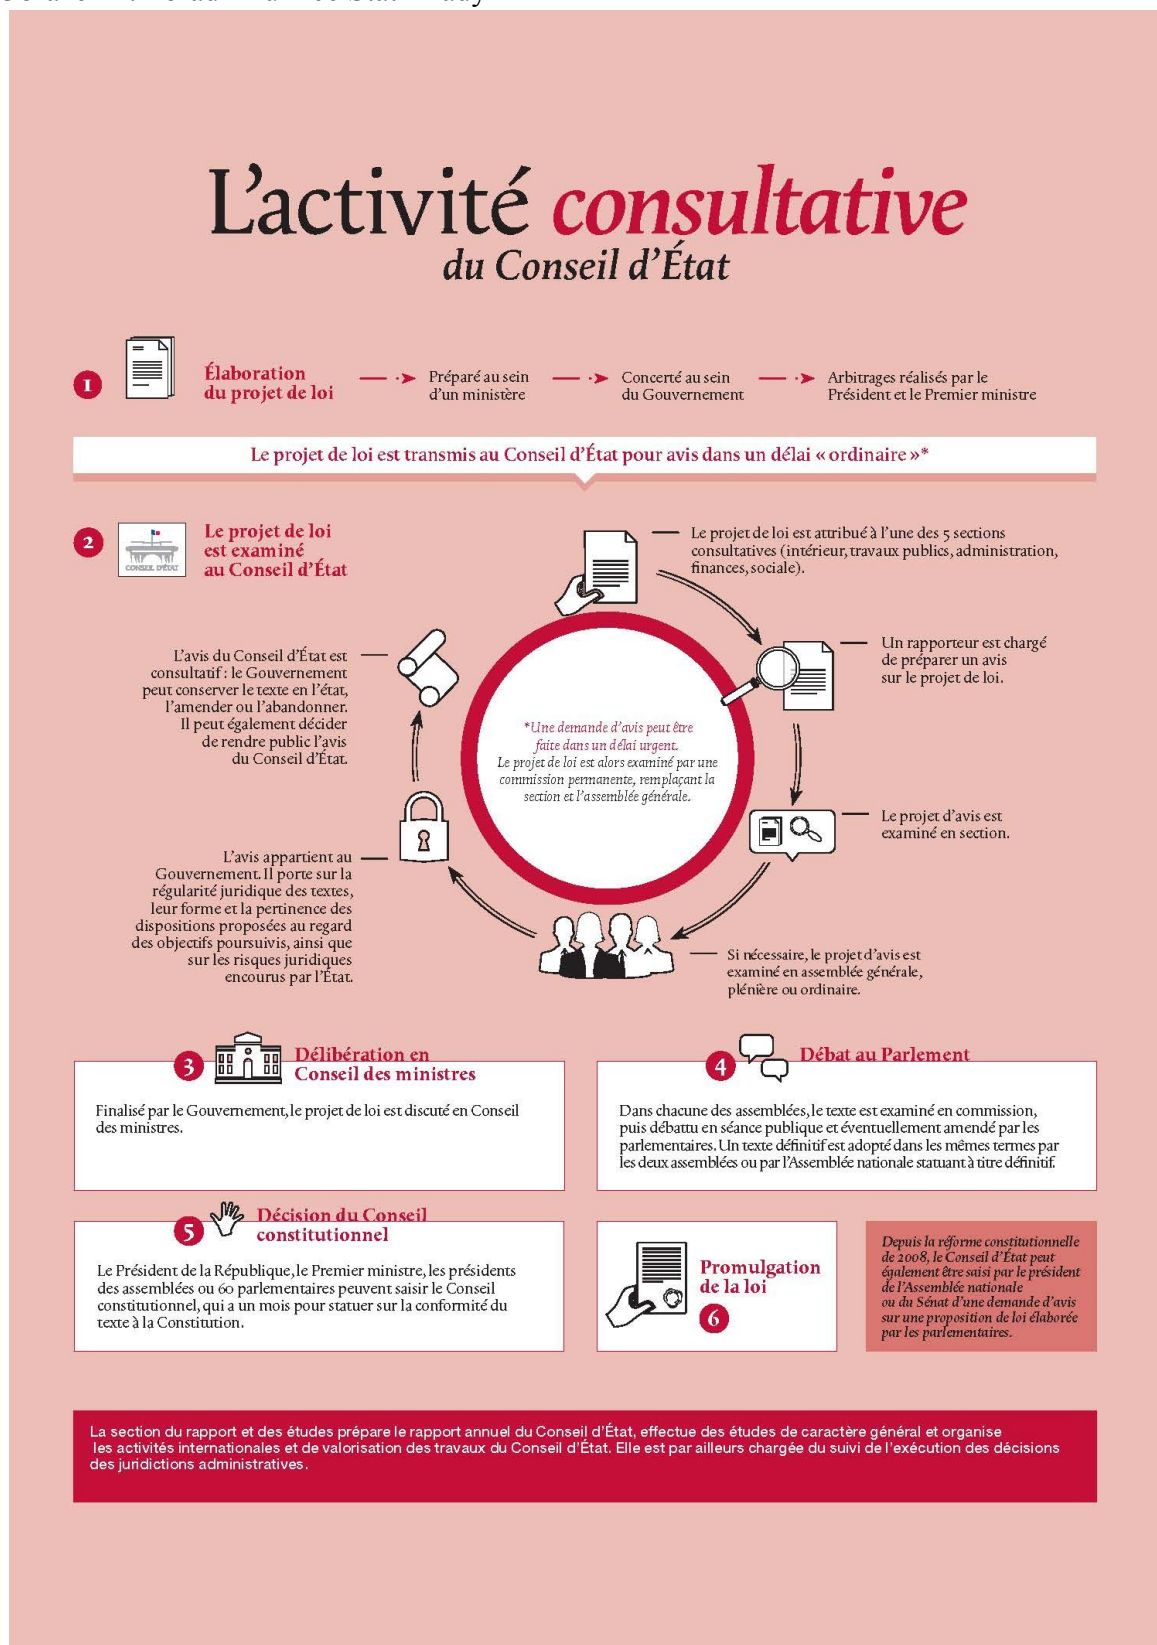 L'activité consultative
du Conseil d'État
1
Élaboration
du projet de loi
Préparé au sein
d'un ministère
Concerté au sein
du Gouvernement
Arbitrages réalisés par le
Président et le Premier ministre
Le projet de loi est transmis au Conseil d'État pour avis dans un délai « ordinaire »*
2
CONSEIL D'ÉTAT
Le projet de loi
est examiné
au Conseil d'État
Le projet de loi est attribué à l'une des 5 sections
consultatives (intérieur, travaux publics, administration,
finances, sociale).
Un rapporteur est chargé
de préparer un avis
sur le projet de loi.
Le projet d'avis est
examiné en section.
Si nécessaire, le projet d'avis est
examiné en assemblée générale,
plénière ou ordinaire.
L'avis appartient au
Gouvernement. Il porte sur la
régularité juridique des textes,
leur forme et la pertinence des
dispositions proposées au regard
des objectifs poursuivis, ainsi que
sur les risques juridiques
encourus par l'État.
L'avis du Conseil d'État est
consultatif : le Gouvernement
peut conserver le texte en l'état,
l'amender ou l'abandonner.
Il peut également décider
de rendre public l'avis
du Conseil d'État.
*Une demande d'avis peut être
faite dans un délai urgent.
Le projet de loi est alors examiné par une
commission permanente, remplaçant la
section et l'assemblée générale.
3
Délibération en
Conseil des ministres
Finalisé par le Gouvernement, le projet de loi est discuté en Conseil
des ministres.
4
Débat au Parlement
Dans chacune des assemblées, le texte est examiné en commission,
puis débattu en séance publique et éventuellement amendé par les
parlementaires. Un texte définitif est adopté dans les mêmes termes par
les deux assemblées ou par l'Assemblée nationale statuant à titre définitif.
5
Décision du Conseil
constitutionnel
Le Président de la République, le Premier ministre, les présidents
des assemblées ou 60 parlementaires peuvent saisir le Conseil
constitutionnel, qui a un mois pour statuer sur la conformité du
texte à la Constitution.
Promulgation
de la loi
6
Depuis la réforme constitutionnelle
de 2008, le Conseil d'État peut
également être saisi par le président
de l'Assemblée nationale
ou du Sénat d'une demande d'avis
sur une proposition de loi élaborée
par les parlementaires.
La section du rapport et des études prépare le rapport annuel du Conseil d'État, effectue des études de caractère général et organise
les activités internationales et de valorisation des travaux du Conseil d'État. Elle est par ailleurs chargée du suivi de l'exécution des décisions
des juridictions administratives.